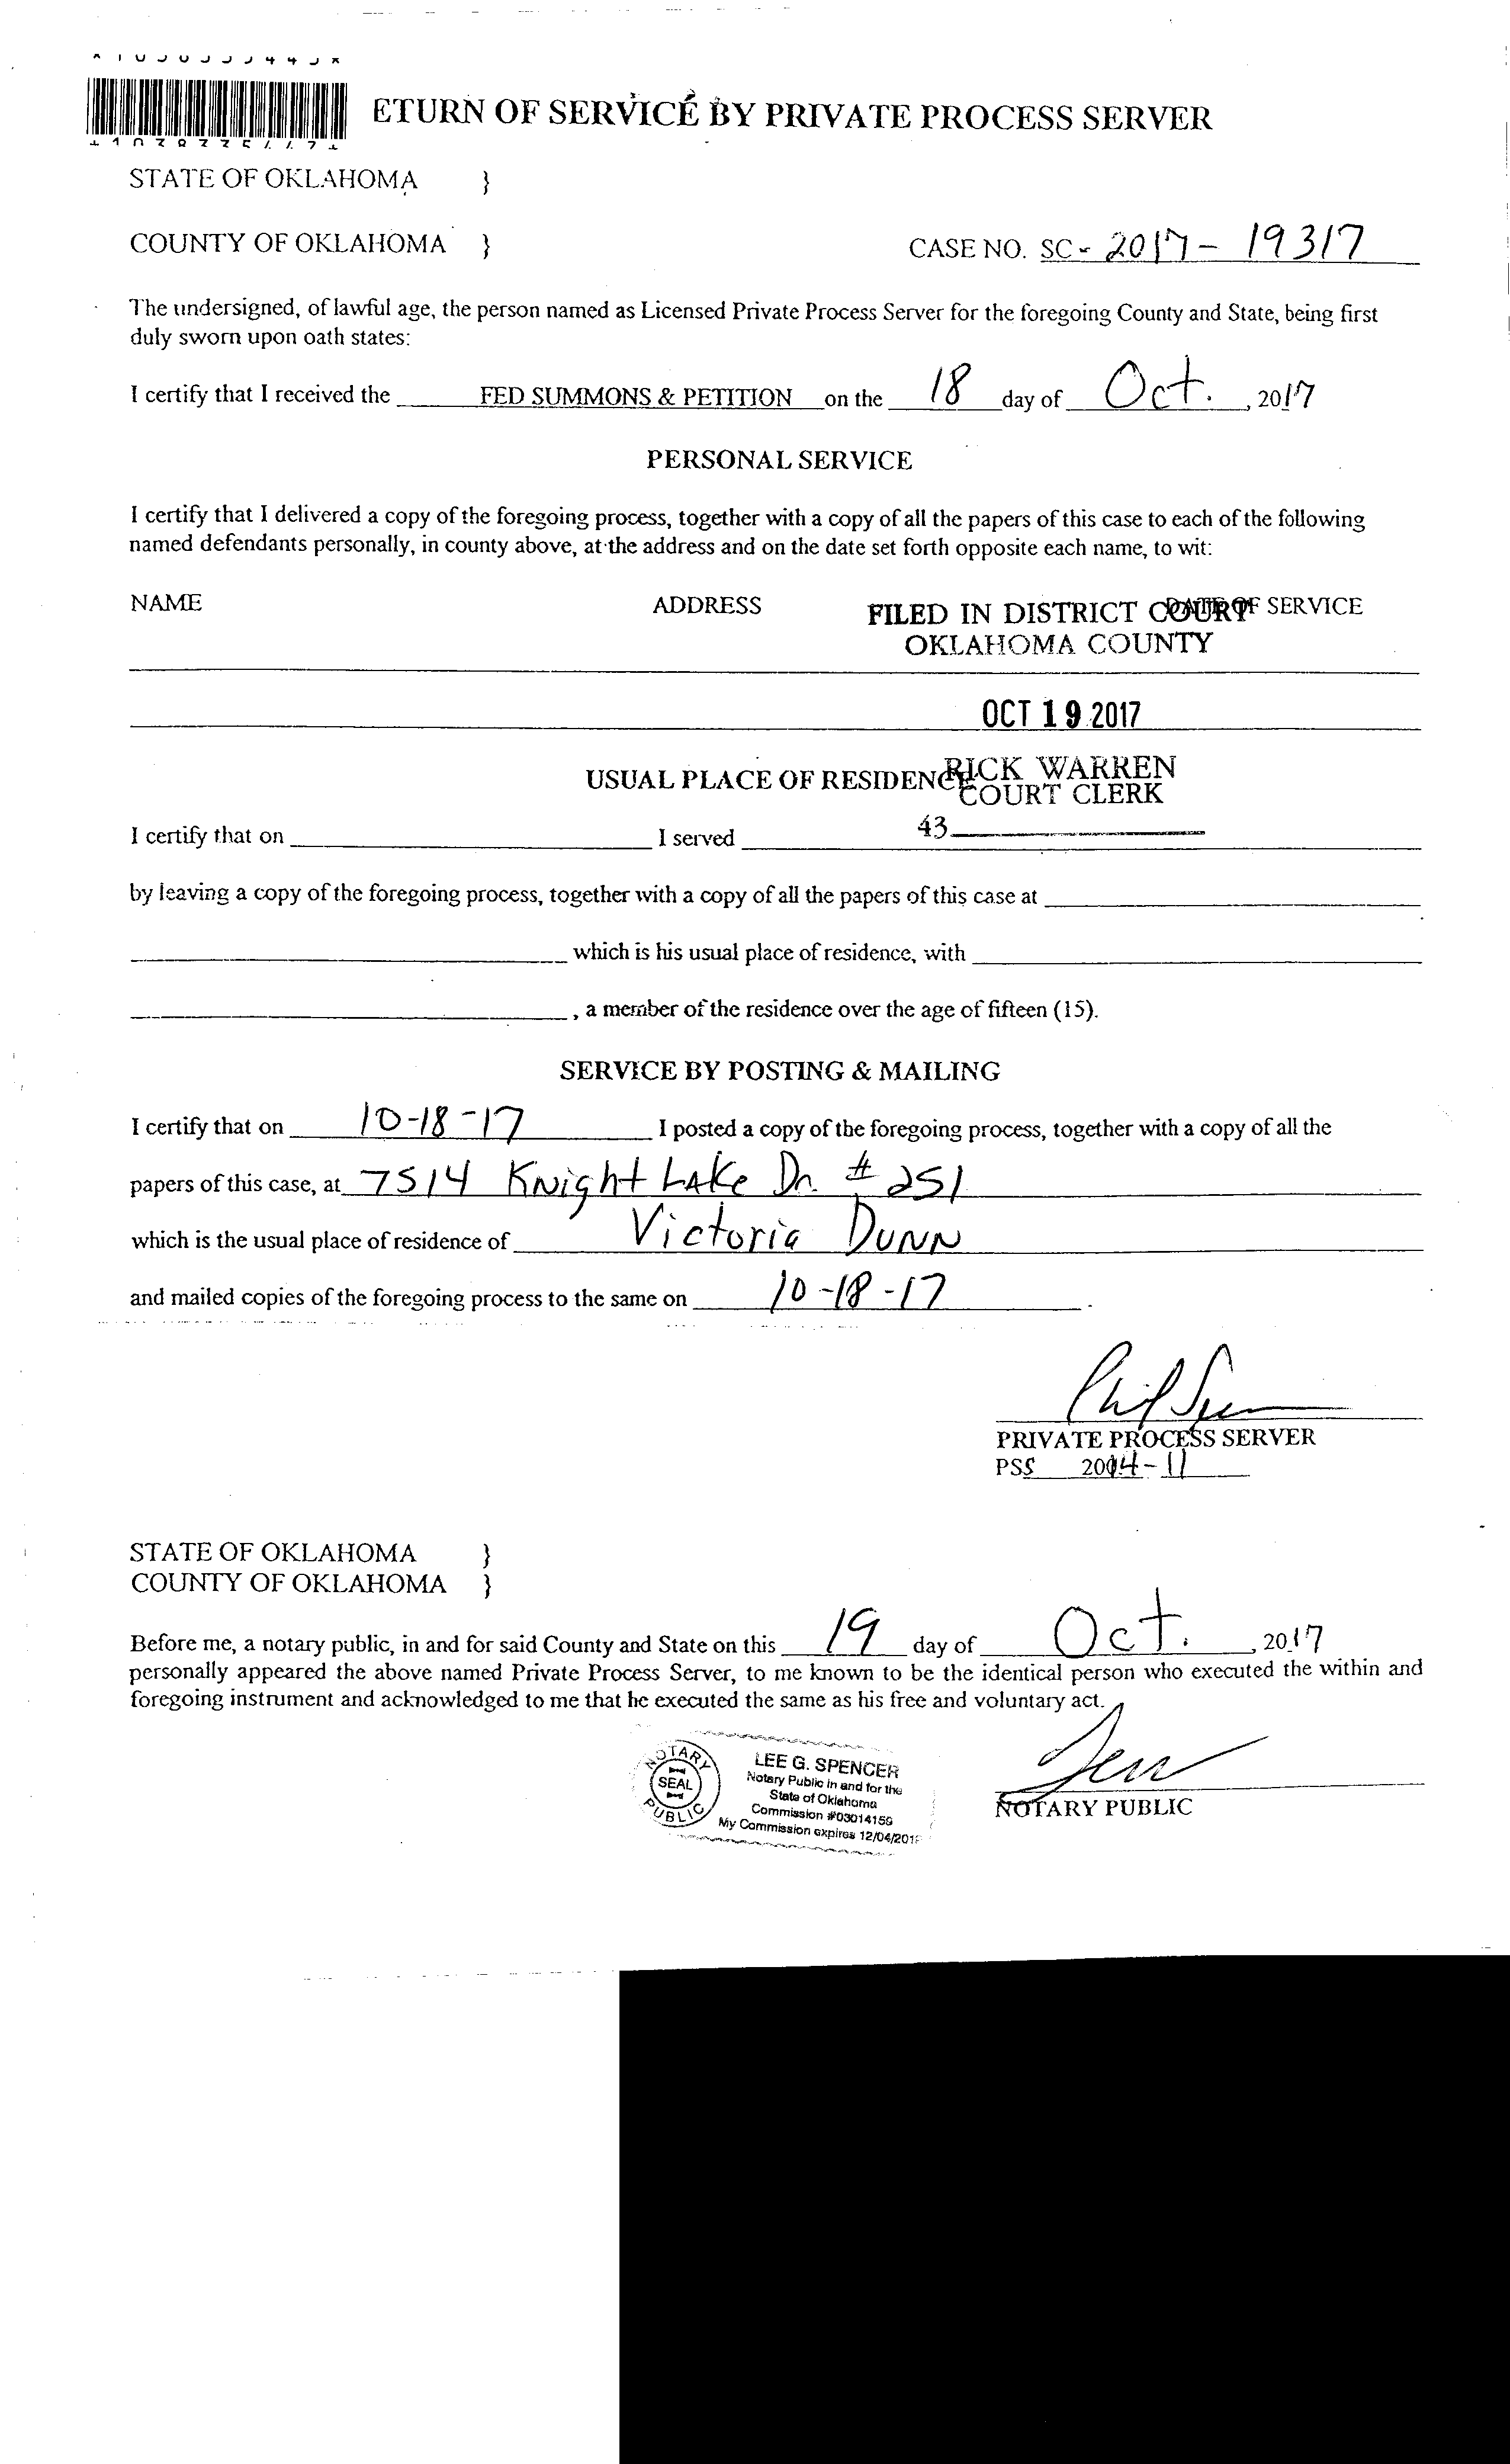 ETURN OF SERVICE BY PRIVATE PROCESS SERVER
STATE OF OKLAHOMA }
COUNTY OF OKLAHOMA }
CASE NO. SC - 2017 - 19317
The undersigned, of lawful age, the person named as Licensed Private Process Server for the foregoing County and State, being first
duly sworn upon oath states:
I certify that I received the FED SUMMONS & PETITION on the 18 day of Oct. , 2017
PERSONAL SERVICE
I certify that I delivered a copy of the foregoing process, together with a copy of all the papers of this case to each of the following
named defendants personally, in county above, at the address and on the date set forth opposite each name, to wit:
NAME ADDRESS DATE OF SERVICE
FILED IN DISTRICT COURT
OKLAHOMA COUNTY
OCT 19 2017
RICK WARREN
COURT CLERK
43
USUAL PLACE OF RESIDENCE
I certify that on I served
by leaving a copy of the foregoing process, together with a copy of all the papers of this case at
which is his usual place of residence, with
, a member of the residence over the age of fifteen (15).
SERVICE BY POSTING & MAILING
I certify that on 10-18-17 I posted a copy of the foregoing process, together with a copy of all the
papers of this case, at 7514 Knight Lake Dr. # 251
which is the usual place of residence of Victoria Dunn
and mailed copies of the foregoing process to the same on 10-18-17 .
PRIVATE PROCESS SERVER
PSS
STATE OF OKLAHOMA }
COUNTY OF OKLAHOMA }
Before me, a notary public, in and for said County and State on this 19 day of Oct. , 2017
personally appeared the above named Private Process Server, to me known to be the identical person who executed the within and
foregoing instrument and acknowledged to me that he executed the same as his free and voluntary act.
NOTARY
SEAL
PUBLIC
LEE G. SPENCER
Notary Public in and for the
State of Oklahoma
Commission #03014159
My Commission expires
NOTARY PUBLIC